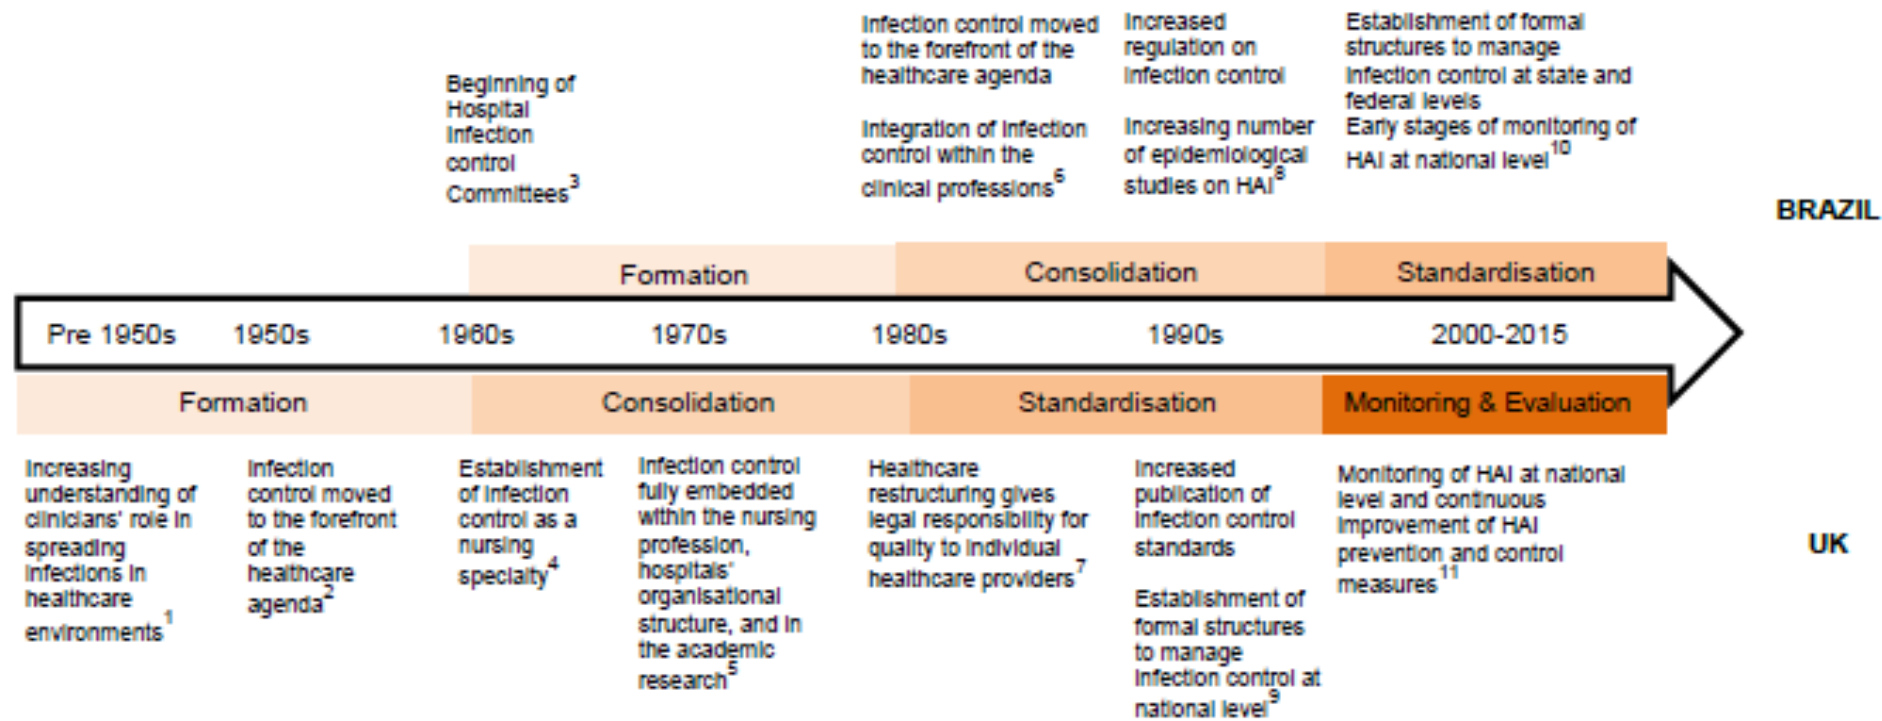 Beginning of
Hospital
Infection
control
Committees3
Infection control moved
to the forefront of the
healthcare agenda
Integration of Infection
control within the
clinical professions6
Increased
regulation on
Infection control
Increasing number
of epidemiological
studies on HAI8
Establishment of formal
structures to manage
Infection control at state and
federal levels
Early stages of monitoring of
HAI at national level10
BRAZIL
Formation
Consolidation
Standardisation
Pre 1950s
1950s
1960s
1970s
1980s
1990s
2000-2015
Formation
Consolidation
Standardisation
Monitoring & Evaluation
Increasing
understanding of
clinicians' role in
spreading
Infections in
healthcare
environments1
Infection
control moved
to the forefront
of the
healthcare
agenda2
Establishment
of Infection
control as a
nursing
specialty4
Infection control
fully embedded
within the nursing
profession,
hospitals'
organisational
structure, and in
the academic
research5
Healthcare
restructuring gives
legal responsibility for
quality to individual
healthcare providers7
Increased
publication of
Infection control
standards
Establishment of
formal structures
to manage
Infection control at
national level9
Monitoring of HAI at national
level and continuous
improvement of HAI
prevention and control
measures11
UK